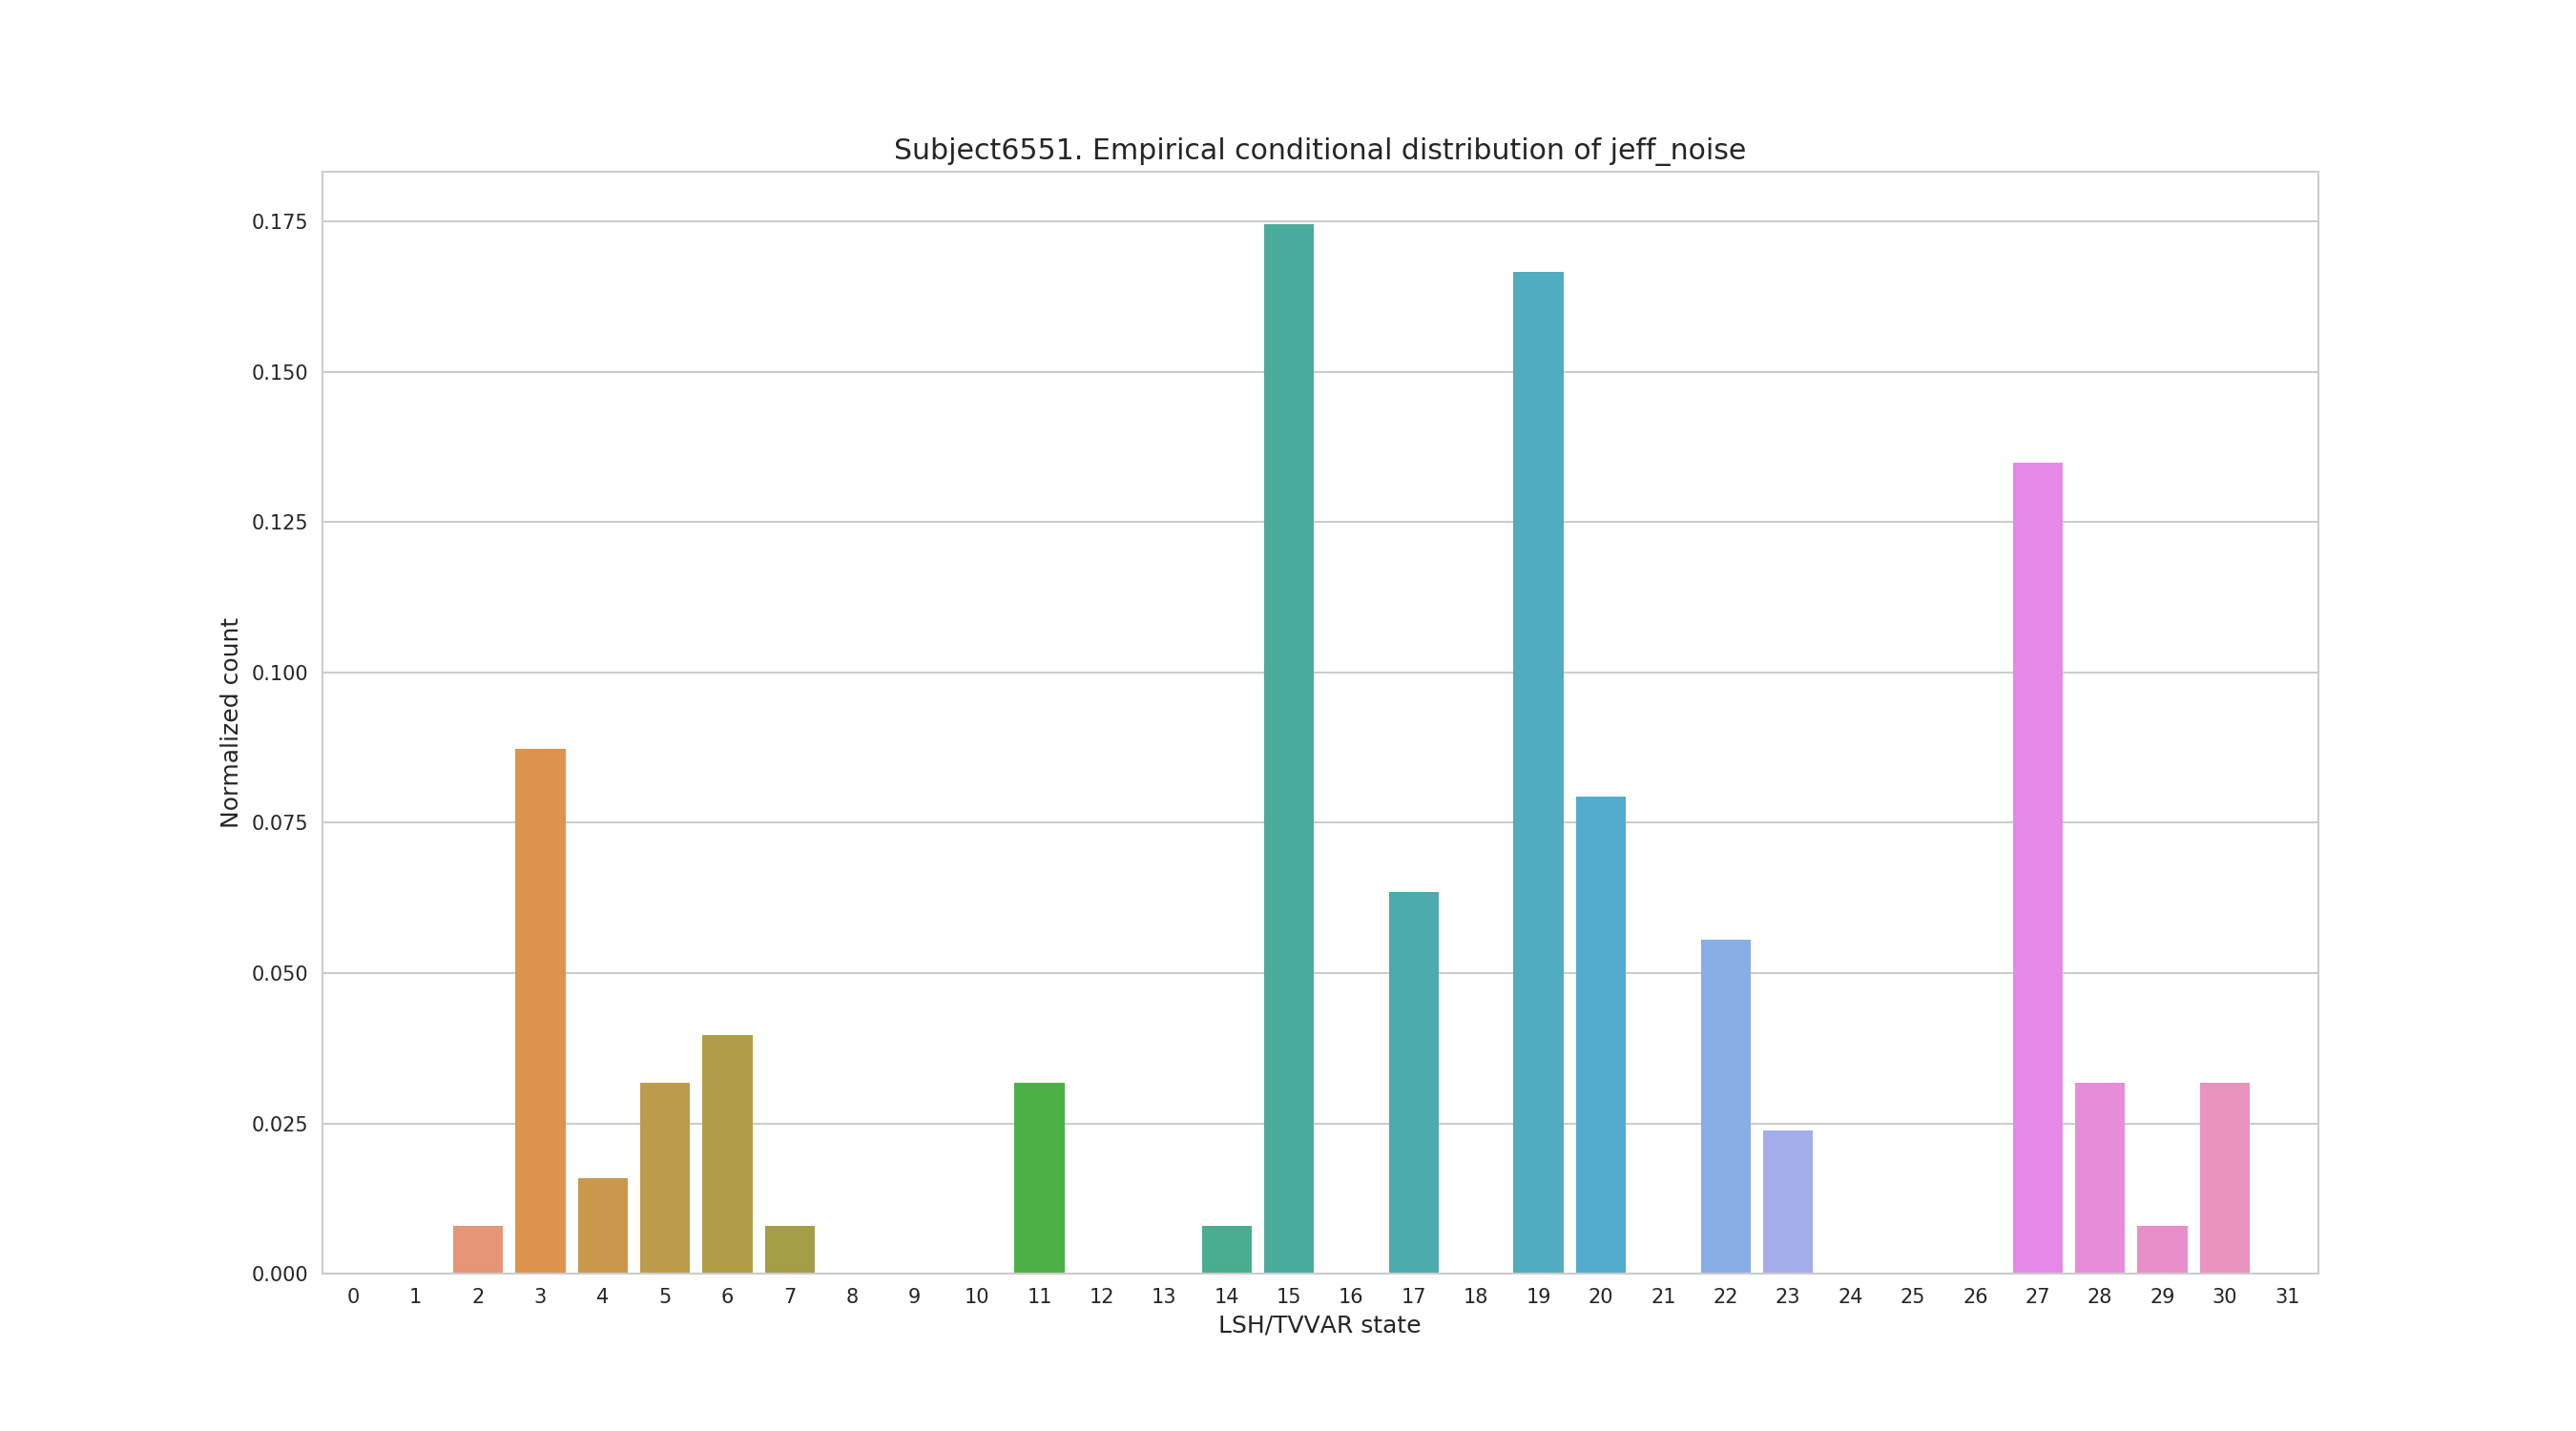 Subject6551. Empirical conditional distribution of jeff_noise
0.175
0.150
0.125
0.100
0.075
0.050
0.025
0.000
Normalized count
0 1 2 3 4 5 6 7 8 9 10 11 12 13 14 15 16 17 18 19 20 21 22 23 24 25 26 27 28 29 30 31
LSH/TVVAR state